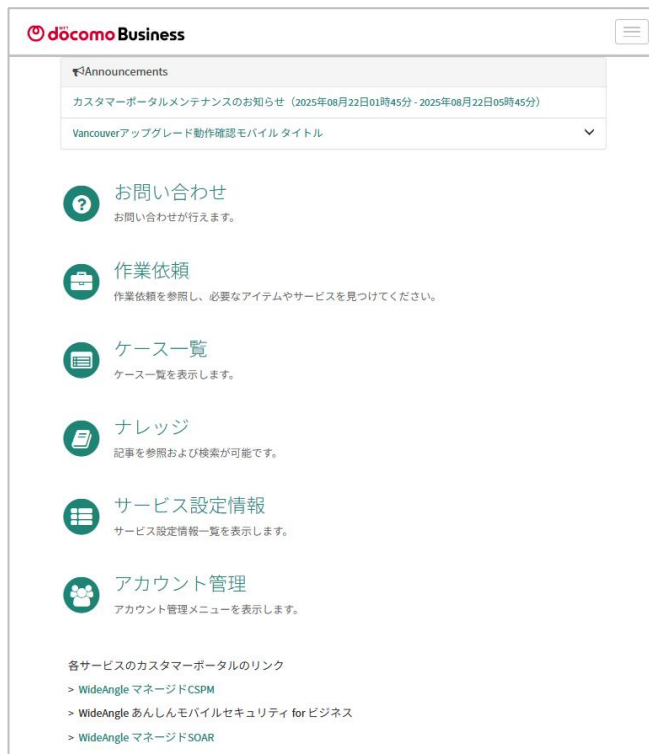 NTT
docomo Business
Announcements
カスタマーポータルメンテナンスのお知らせ（2025年08月22日01時45分 - 2025年08月22日05時45分）
Vancouverアップグレード動作確認モバイル タイトル
お問い合わせ
お問い合わせが行えます。
作業依頼
作業依頼を参照し、必要なアイテムやサービスを見つけてください。
ケース一覧
ケース一覧を表示します。
ナレッジ
記事を参照および検索が可能です。
サービス設定情報
サービス設定情報一覧を表示します。
アカウント管理
アカウント管理メニューを表示します。
各サービスのカスタマーポータルのリンク
> WideAngle マネージドCSPM
> WideAngle あんしんモバイルセキュリティ for ビジネス
> WideAngle マネージドSOAR